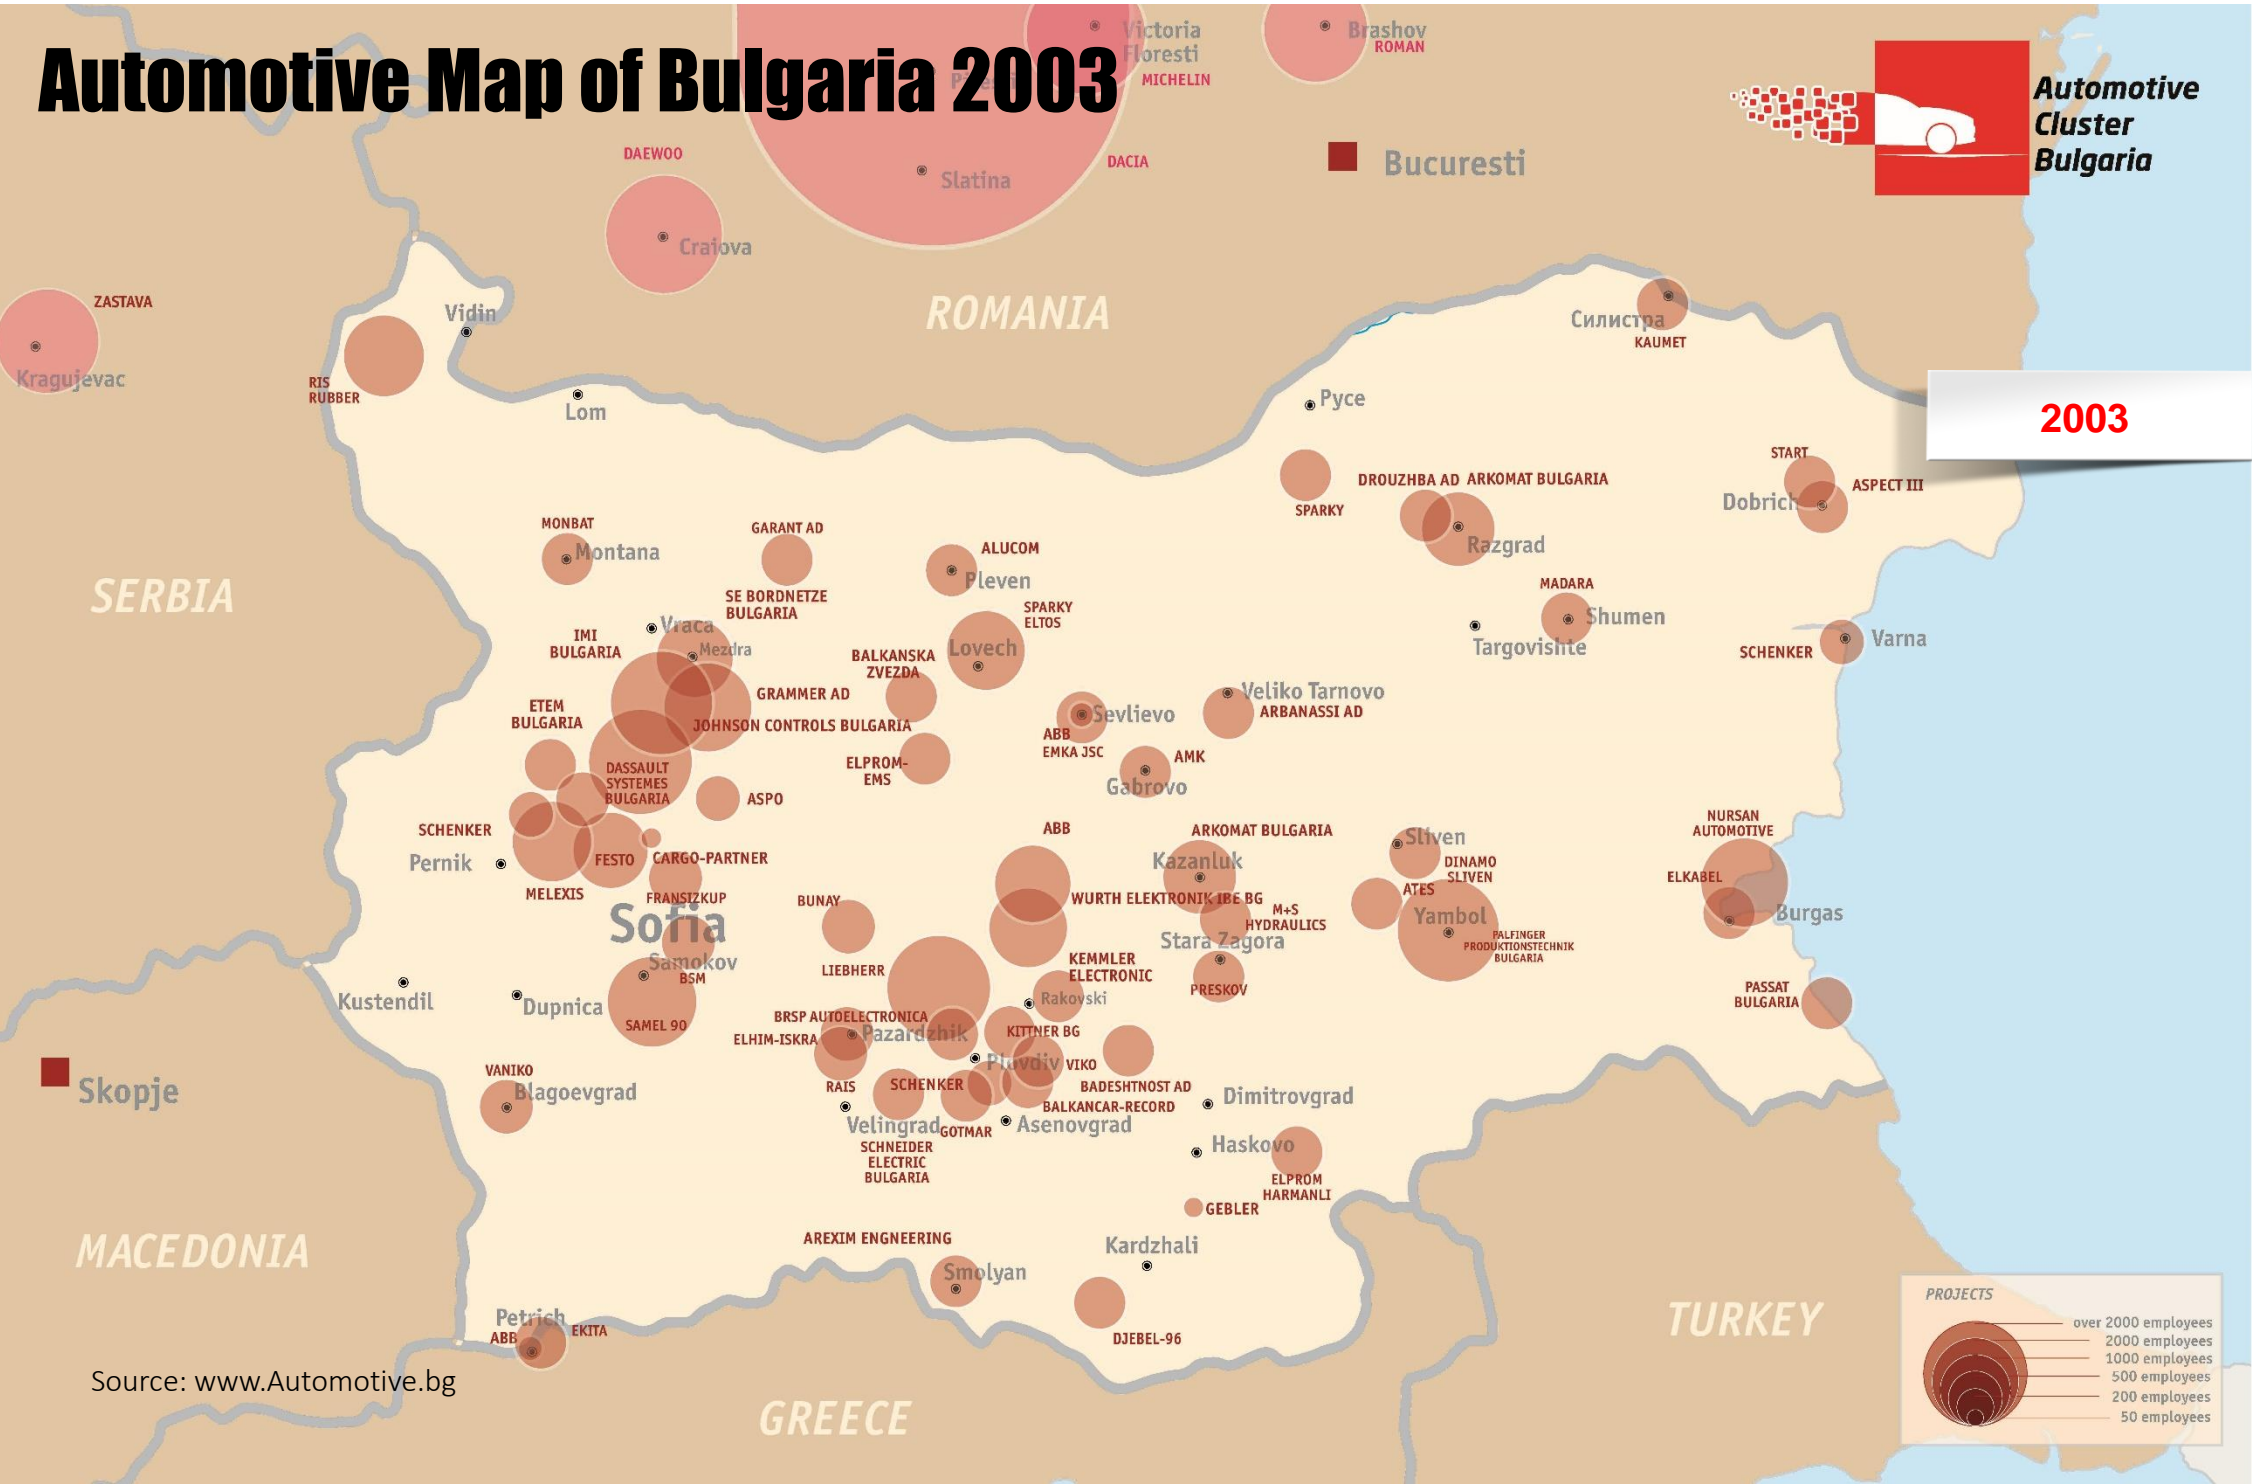 Automotive Map of Bulgaria 2003
Victoria
Floresti
MICHELIN
Brashov
ROMAN
Automotive
Cluster
Bulgaria
DAEWOO
Craiova
Slatina
DACIA
Bucuresti
ROMANIA
ZASTAVA
Kragujevac
Vidin
RIS
RUBBER
Lom
Силистра
KAUMET
2003
Русе
SPARKY
DROUZHBA AD
ARKOMAT BULGARIA
Razgrad
START
Dobrich
ASPECT III
SERBIA
MONBAT
Montana
GARANT AD
SE BORDNETZE
BULGARIA
ALUCOM
Pleven
SPARKY
ELTOS
Lovech
MADARA
Shumen
Targovishte
SCHENKER
Varna
Vraca
Mezdra
IMI
BULGARIA
BALKANSKA
ZVEZDA
GRAMMER AD
JOHNSON CONTROLS BULGARIA
ETEM
BULGARIA
Sevlievo
ABB
EMKA JSC
Veliko Tarnovo
ARBANASSI AD
AMK
Gabrovo
ELPROM-
EMS
DASSAULT
SYSTEMES
BULGARIA
ASPO
SCHENKER
Pernik
FESTO
CARGO-PARTNER
MELEXIS
FRANSIZKUP
Sofia
ABB
ARKOMAT BULGARIA
Kazanluk
WURTH ELEKTRONIK IBE BG
M+S
HYDRAULICS
Stara Zagora
PRESKOV
Sliven
DINAMO
SLIVEN
ATES
Yambol
PALFINGER
PRODUKTIONSTECHNIK
BULGARIA
NURSAN
AUTOMOTIVE
ELKABEL
Burgas
PASSAT
BULGARIA
BUNAY
LIEBHERR
KEMMLER
ELECTRONIC
Rakovski
Samokov
BSM
SAMEL 90
Kustendil
Dupnica
BRSP AUTOELECTRONICA
ELHIM-ISKRA
Pazardzhik
KITTNER BG
Plovdiv
VIKO
RAIS
SCHENKER
BADESHTNOST AD
BALKANCAR-RECORD
Velingrad
GOTMAR
Asenovgrad
SCHNEIDER
ELECTRIC
BULGARIA
Dimitrovgrad
Haskovo
ELPROM
HARMANLI
GEBLER
Skopje
VANIKO
Blagoevgrad
MACEDONIA
AREXIM ENGNEERING
Smolyan
Kardzhali
DJEBEL-96
Petrich
ABB
EKITA
Source: www.Automotive.bg
GREECE
TURKEY
PROJECTS
over 2000 employees
2000 employees
1000 employees
500 employees
200 employees
50 employees